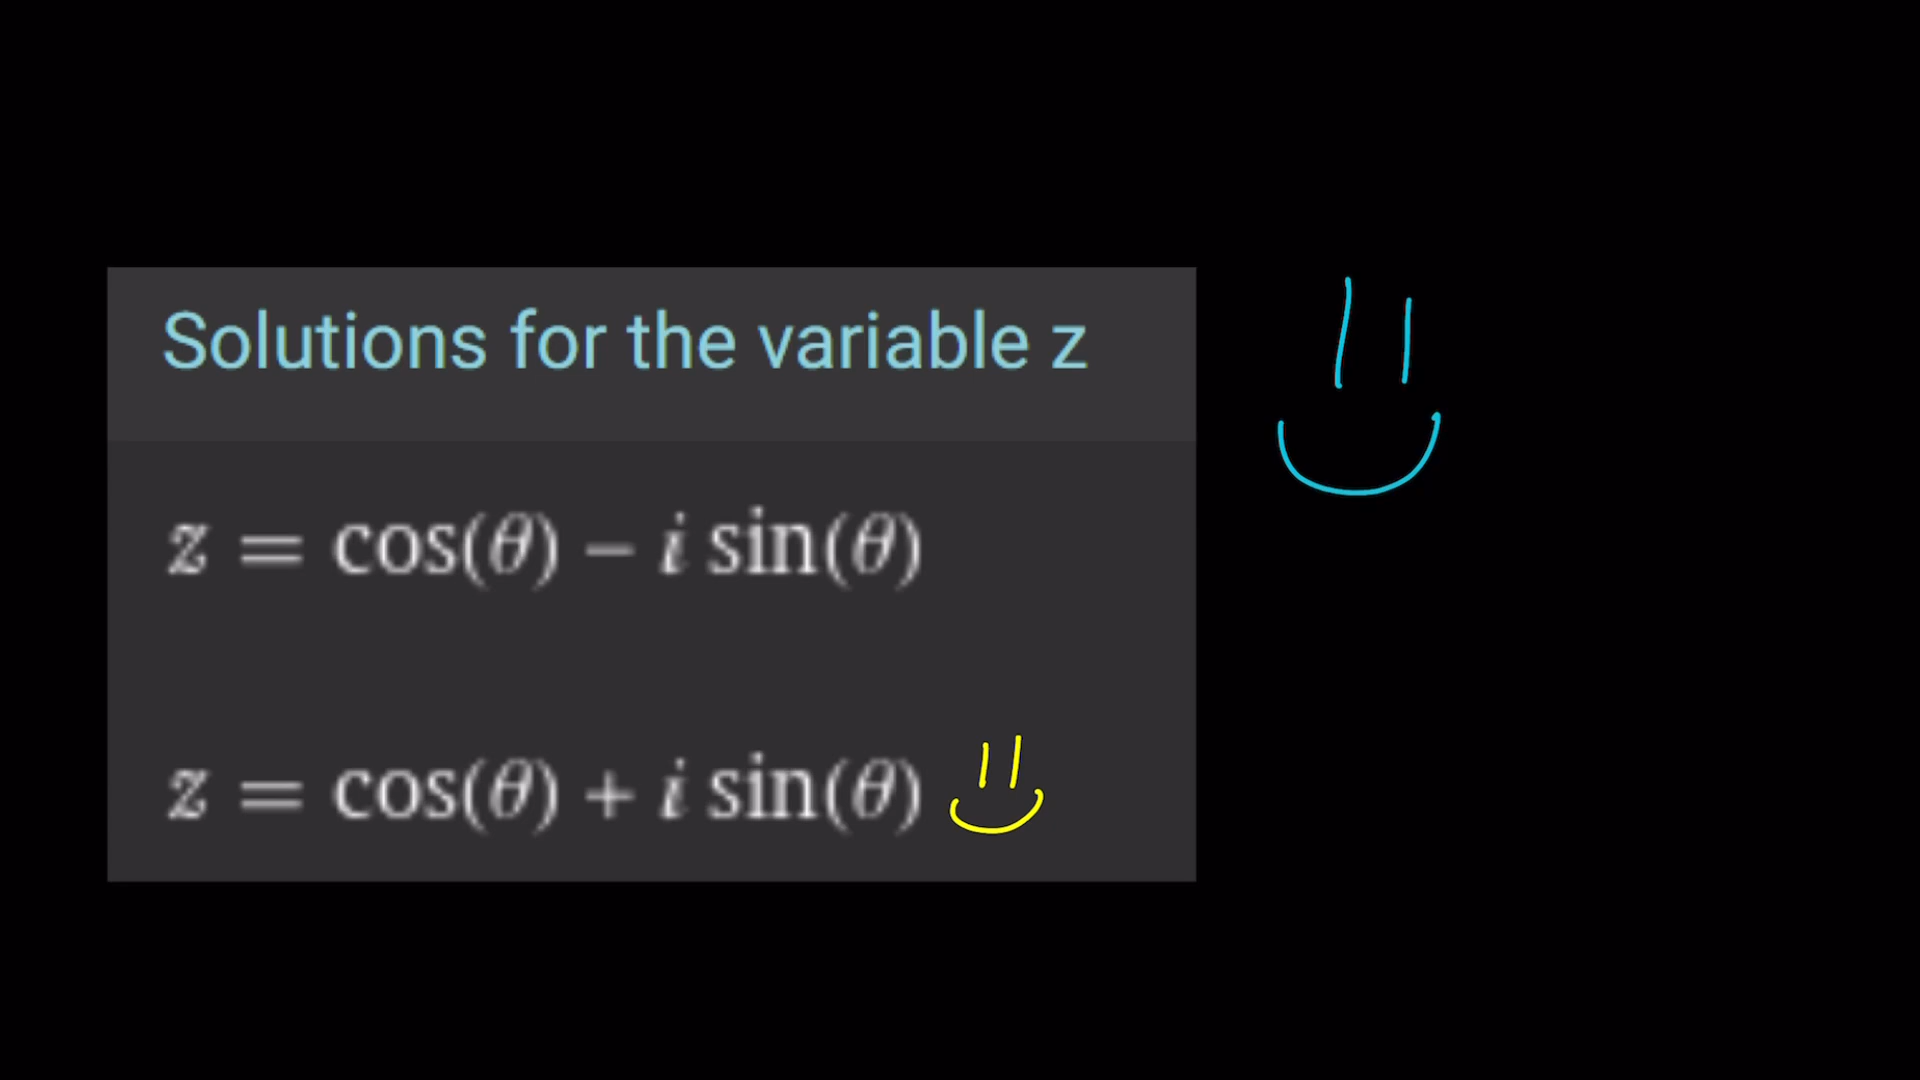 Solutions for the variable z
z = cos(θ) – i sin(θ)
z = cos(θ) + i sin(θ)